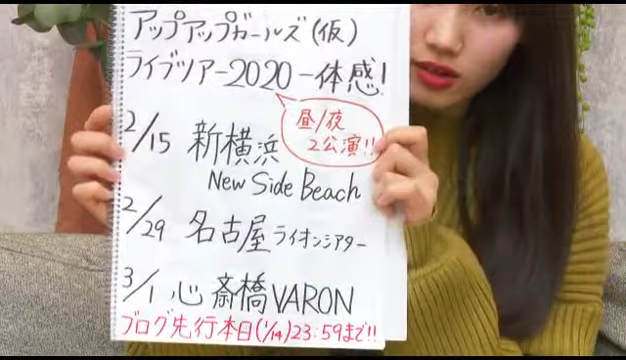 アップアップガールズ(仮)
ライブツアー2020一体感!
昼/夜
2公演!!
2/15 新横浜
New Side Beach
2/29 名古屋 ライオンシアター
3/1 心斎橋VARON
ブログ先行本日(1/14)23:59まで!!